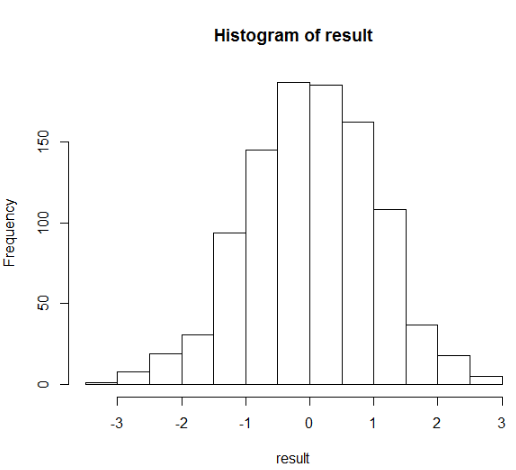 Histogram of result
Frequency
150
100
50
0
-3 -2 -1 0 1 2 3
result